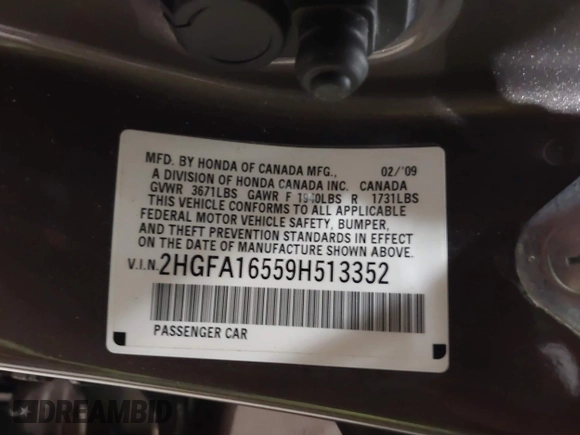 MFD. BY HONDA OF CANADA MFG., 02/'09
A DIVISION OF HONDA CANADA INC. CANADA
GVWR 3671LBS GAWR F 1940LBS R 1731LBS
THIS VEHICLE CONFORMS TO ALL APPLICABLE
FEDERAL MOTOR VEHICLE SAFETY, BUMPER,
AND THEFT PREVENTION STANDARDS IN EFFECT
ON THE DATE OF MANUFACTURE SHOWN ABOVE.
V.I.N. 2HGFA16559H513352
PASSENGER CAR
DREAMBID